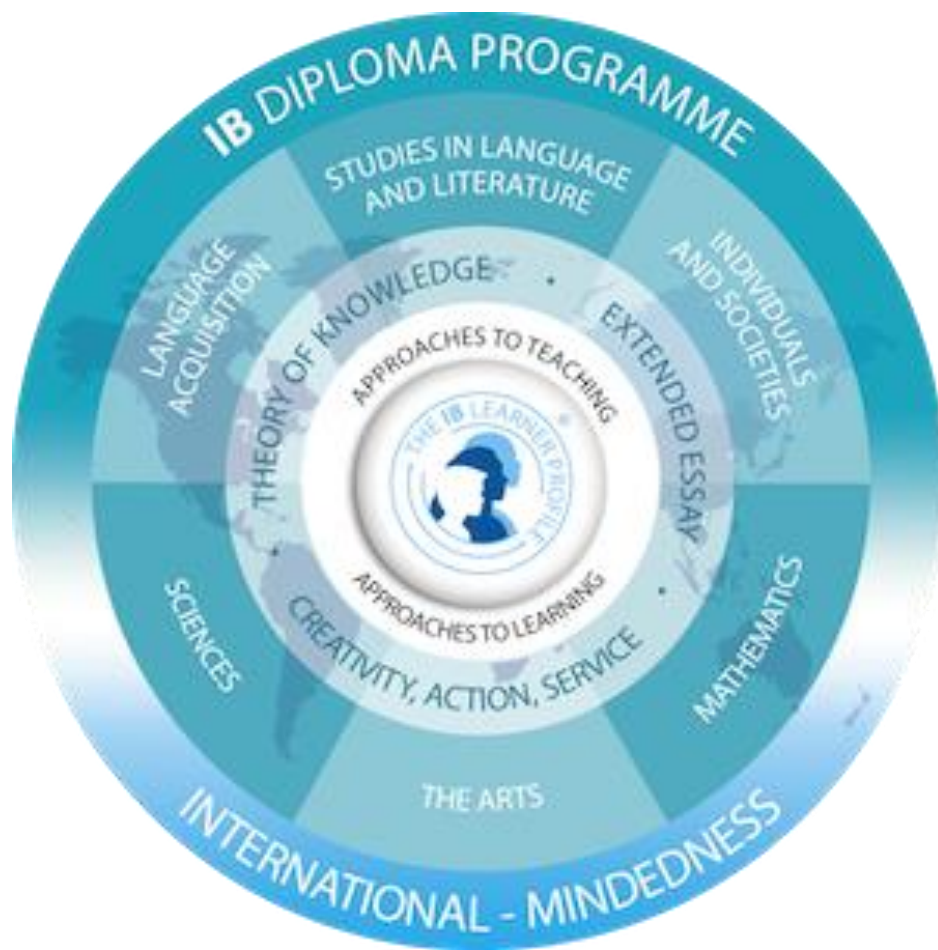 IB DIPLOMA PROGRAMME
STUDIES IN LANGUAGE
AND LITERATURE
INDIVIDUALS
AND SOCIETIES
MATHEMATICS
THE ARTS
SCIENCES
LANGUAGE
ACQUISITION
THEORY OF KNOWLEDGE
EXTENDED ESSAY
CREATIVITY, ACTION, SERVICE
APPROACHES TO TEACHING
APPROACHES TO LEARNING
THE IB LEARNER PROFILE ®
INTERNATIONAL - MINDEDNESS